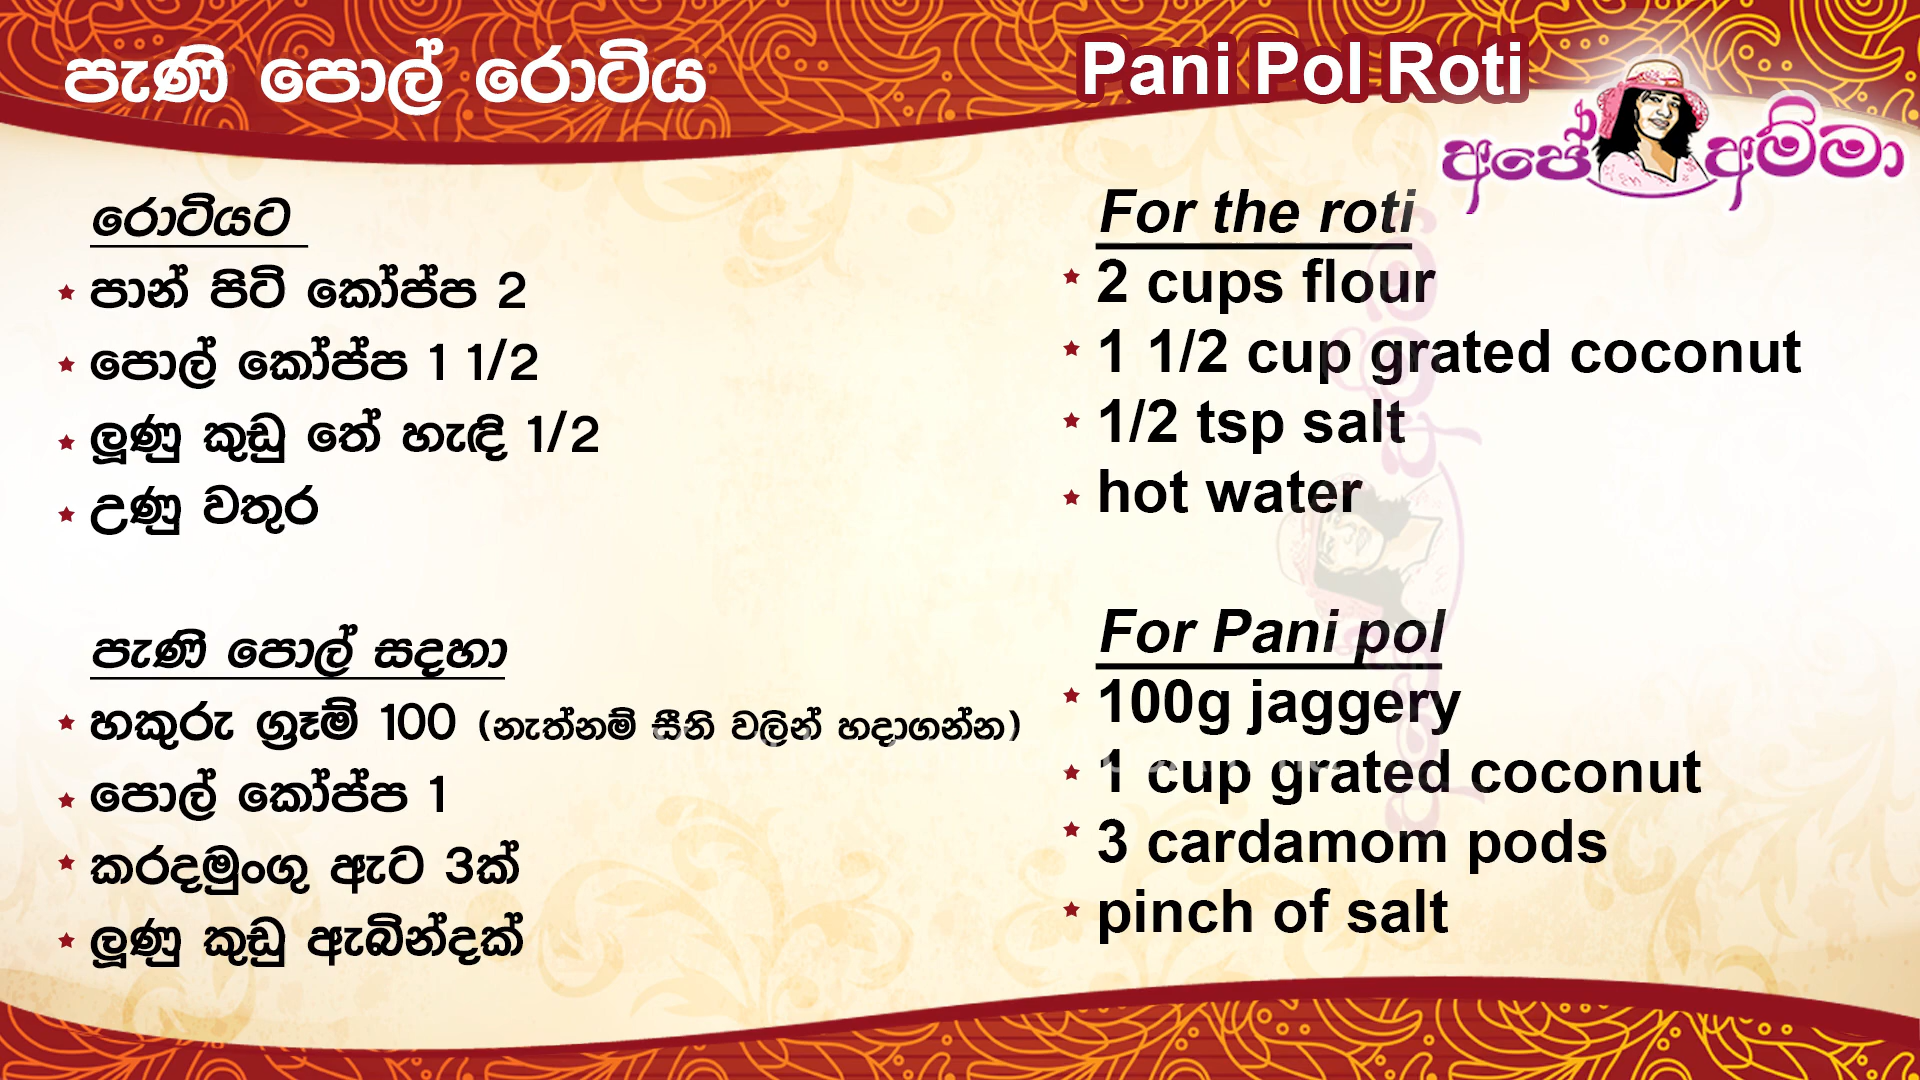 පැණි පොල් රොටිය
Pani Pol Roti
අපේ අම්මා
රොටියට
පාන් පිටි කෝප්ප 2
පොල් කෝප්ප 1 1/2
ලූණු කුඩු තේ හැඳි 1/2
උණු වතුර
පැණි පොල් සදහා
හකුරු ග්‍රෑම් 100 (නැත්නම් සීනි වලින් හදාගන්න)
පොල් කෝප්ප 1
කරදමුංගු ඇට 3ක්
ලූණු කුඩු ඇබින්දක්
For the roti
2 cups flour
1 1/2 cup grated coconut
1/2 tsp salt
hot water
For Pani pol
100g jaggery
1 cup grated coconut
3 cardamom pods
pinch of salt
අපේ අම්මා